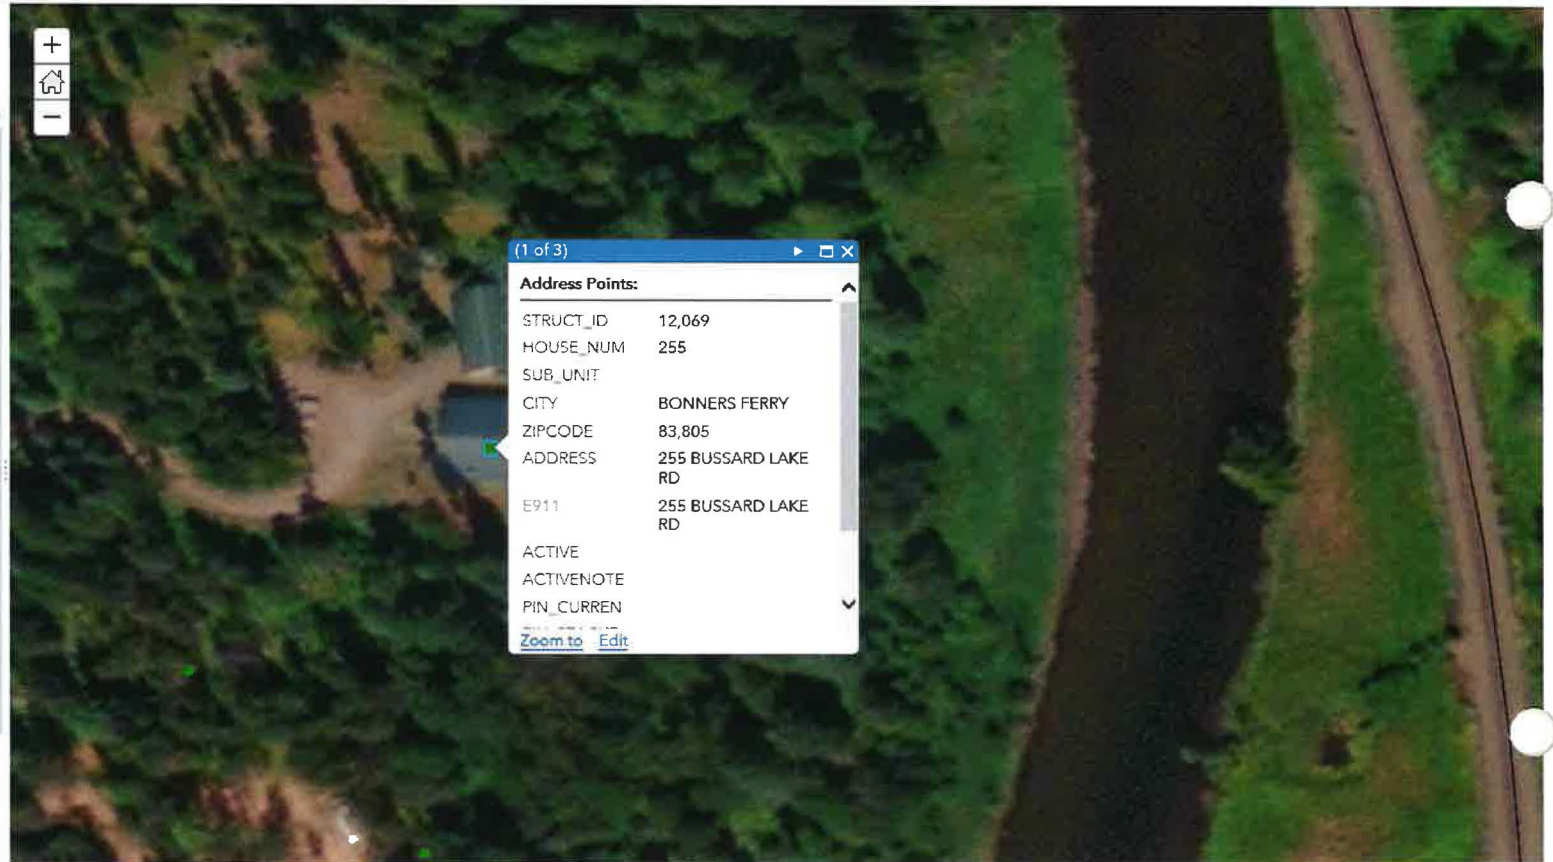 (1 of 3)
Address Points:
STRUCT_ID 12,069
HOUSE_NUM 255
SUB_UNIT
CITY BONNERS FERRY
ZIPCODE 83,805
ADDRESS 255 BUSSARD LAKE
RD
E911 255 BUSSARD LAKE
RD
ACTIVE
ACTIVENOTE
PIN_CURREN
Zoom to Edit